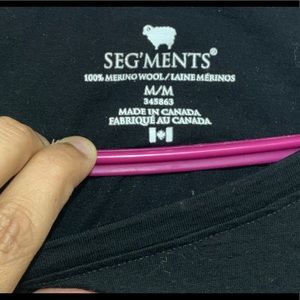 SEG'MENTS®
100% MERINO WOOL / LAINE MÉRINOS
M/M
345863
MADE IN CANADA
FABRIQUÉ AU CANADA